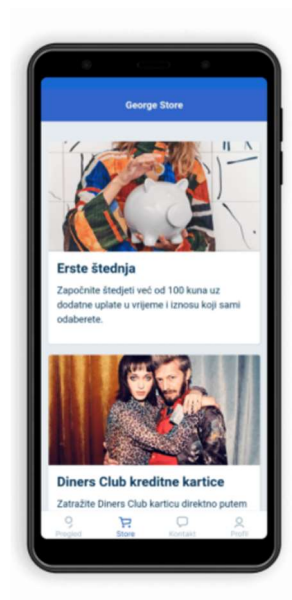 George Store
Erste štednja
Započnite štedjeti već od 100 kuna uz
dodatne uplate u vrijeme i iznosu koji sami
odaberete.
Diners Club kreditne kartice
Zatražite Diners Club karticu direktno putem
Pregled Store Kontakt Profil